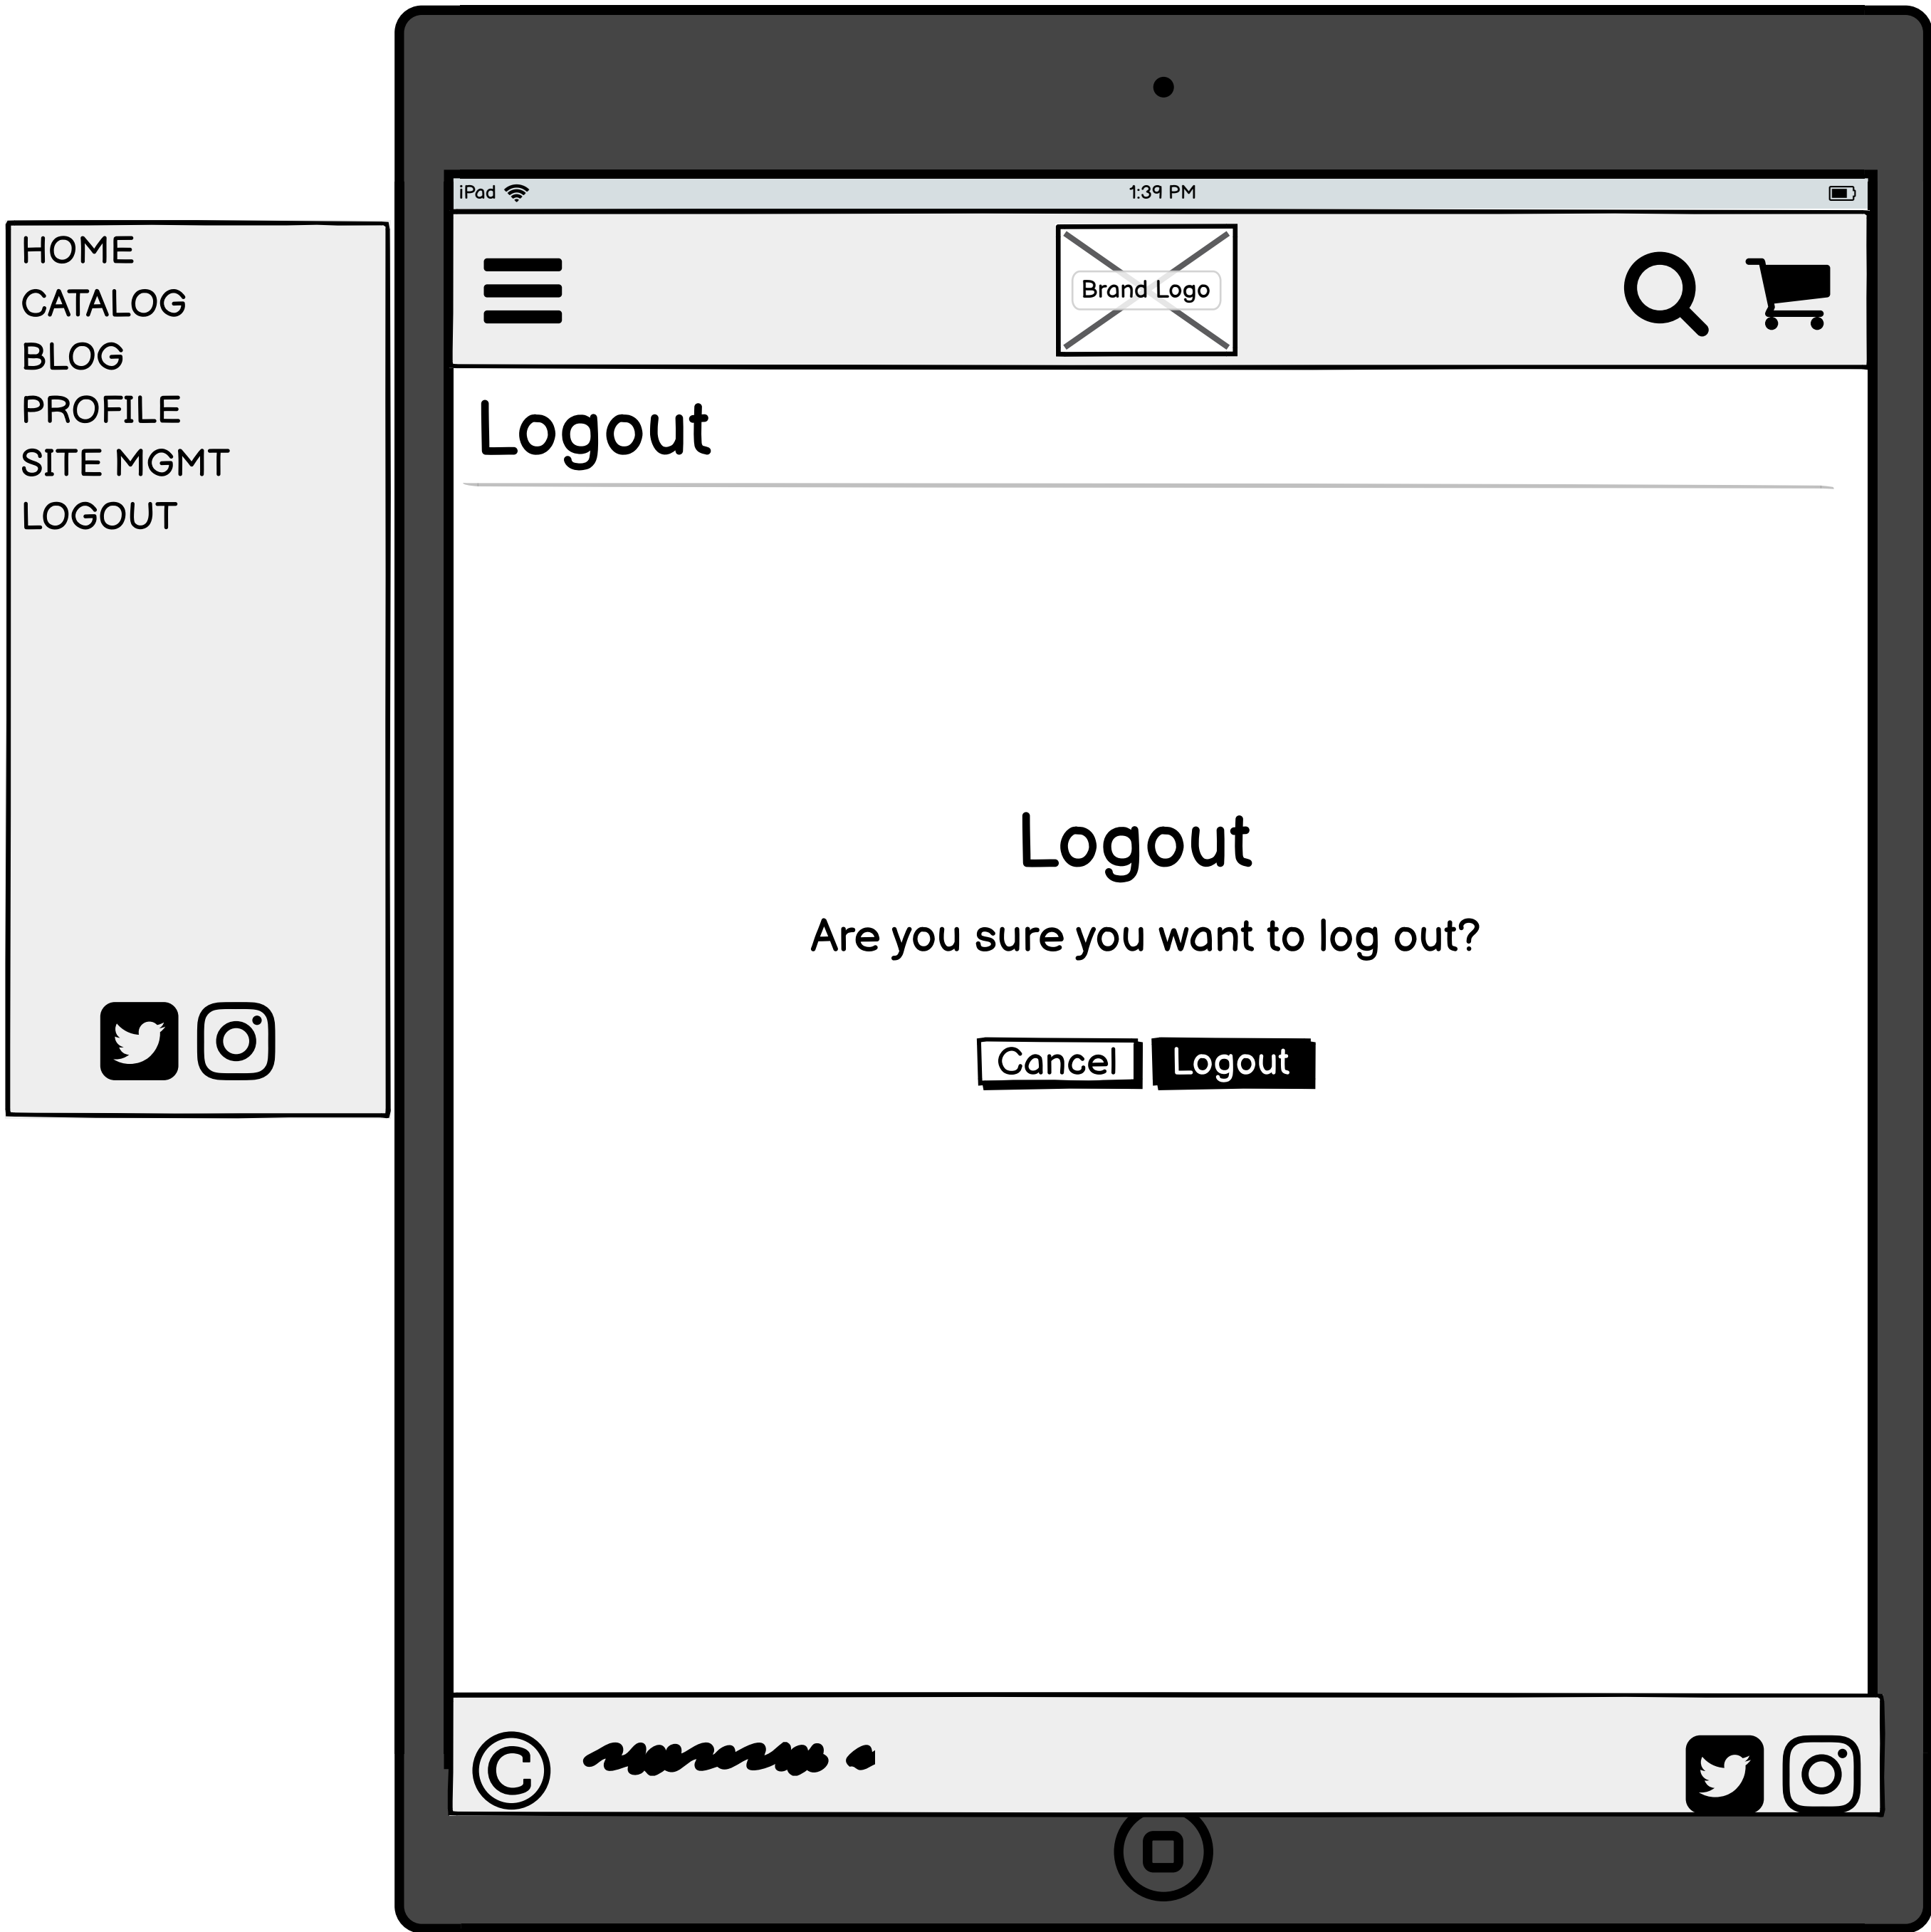 HOME
CATALOG
BLOG
PROFILE
SITE MGMT
LOGOUT
iPad 1:39 PM
Brand Logo
Logout
Logout
Are you sure you want to log out?
Cancel Logout
©